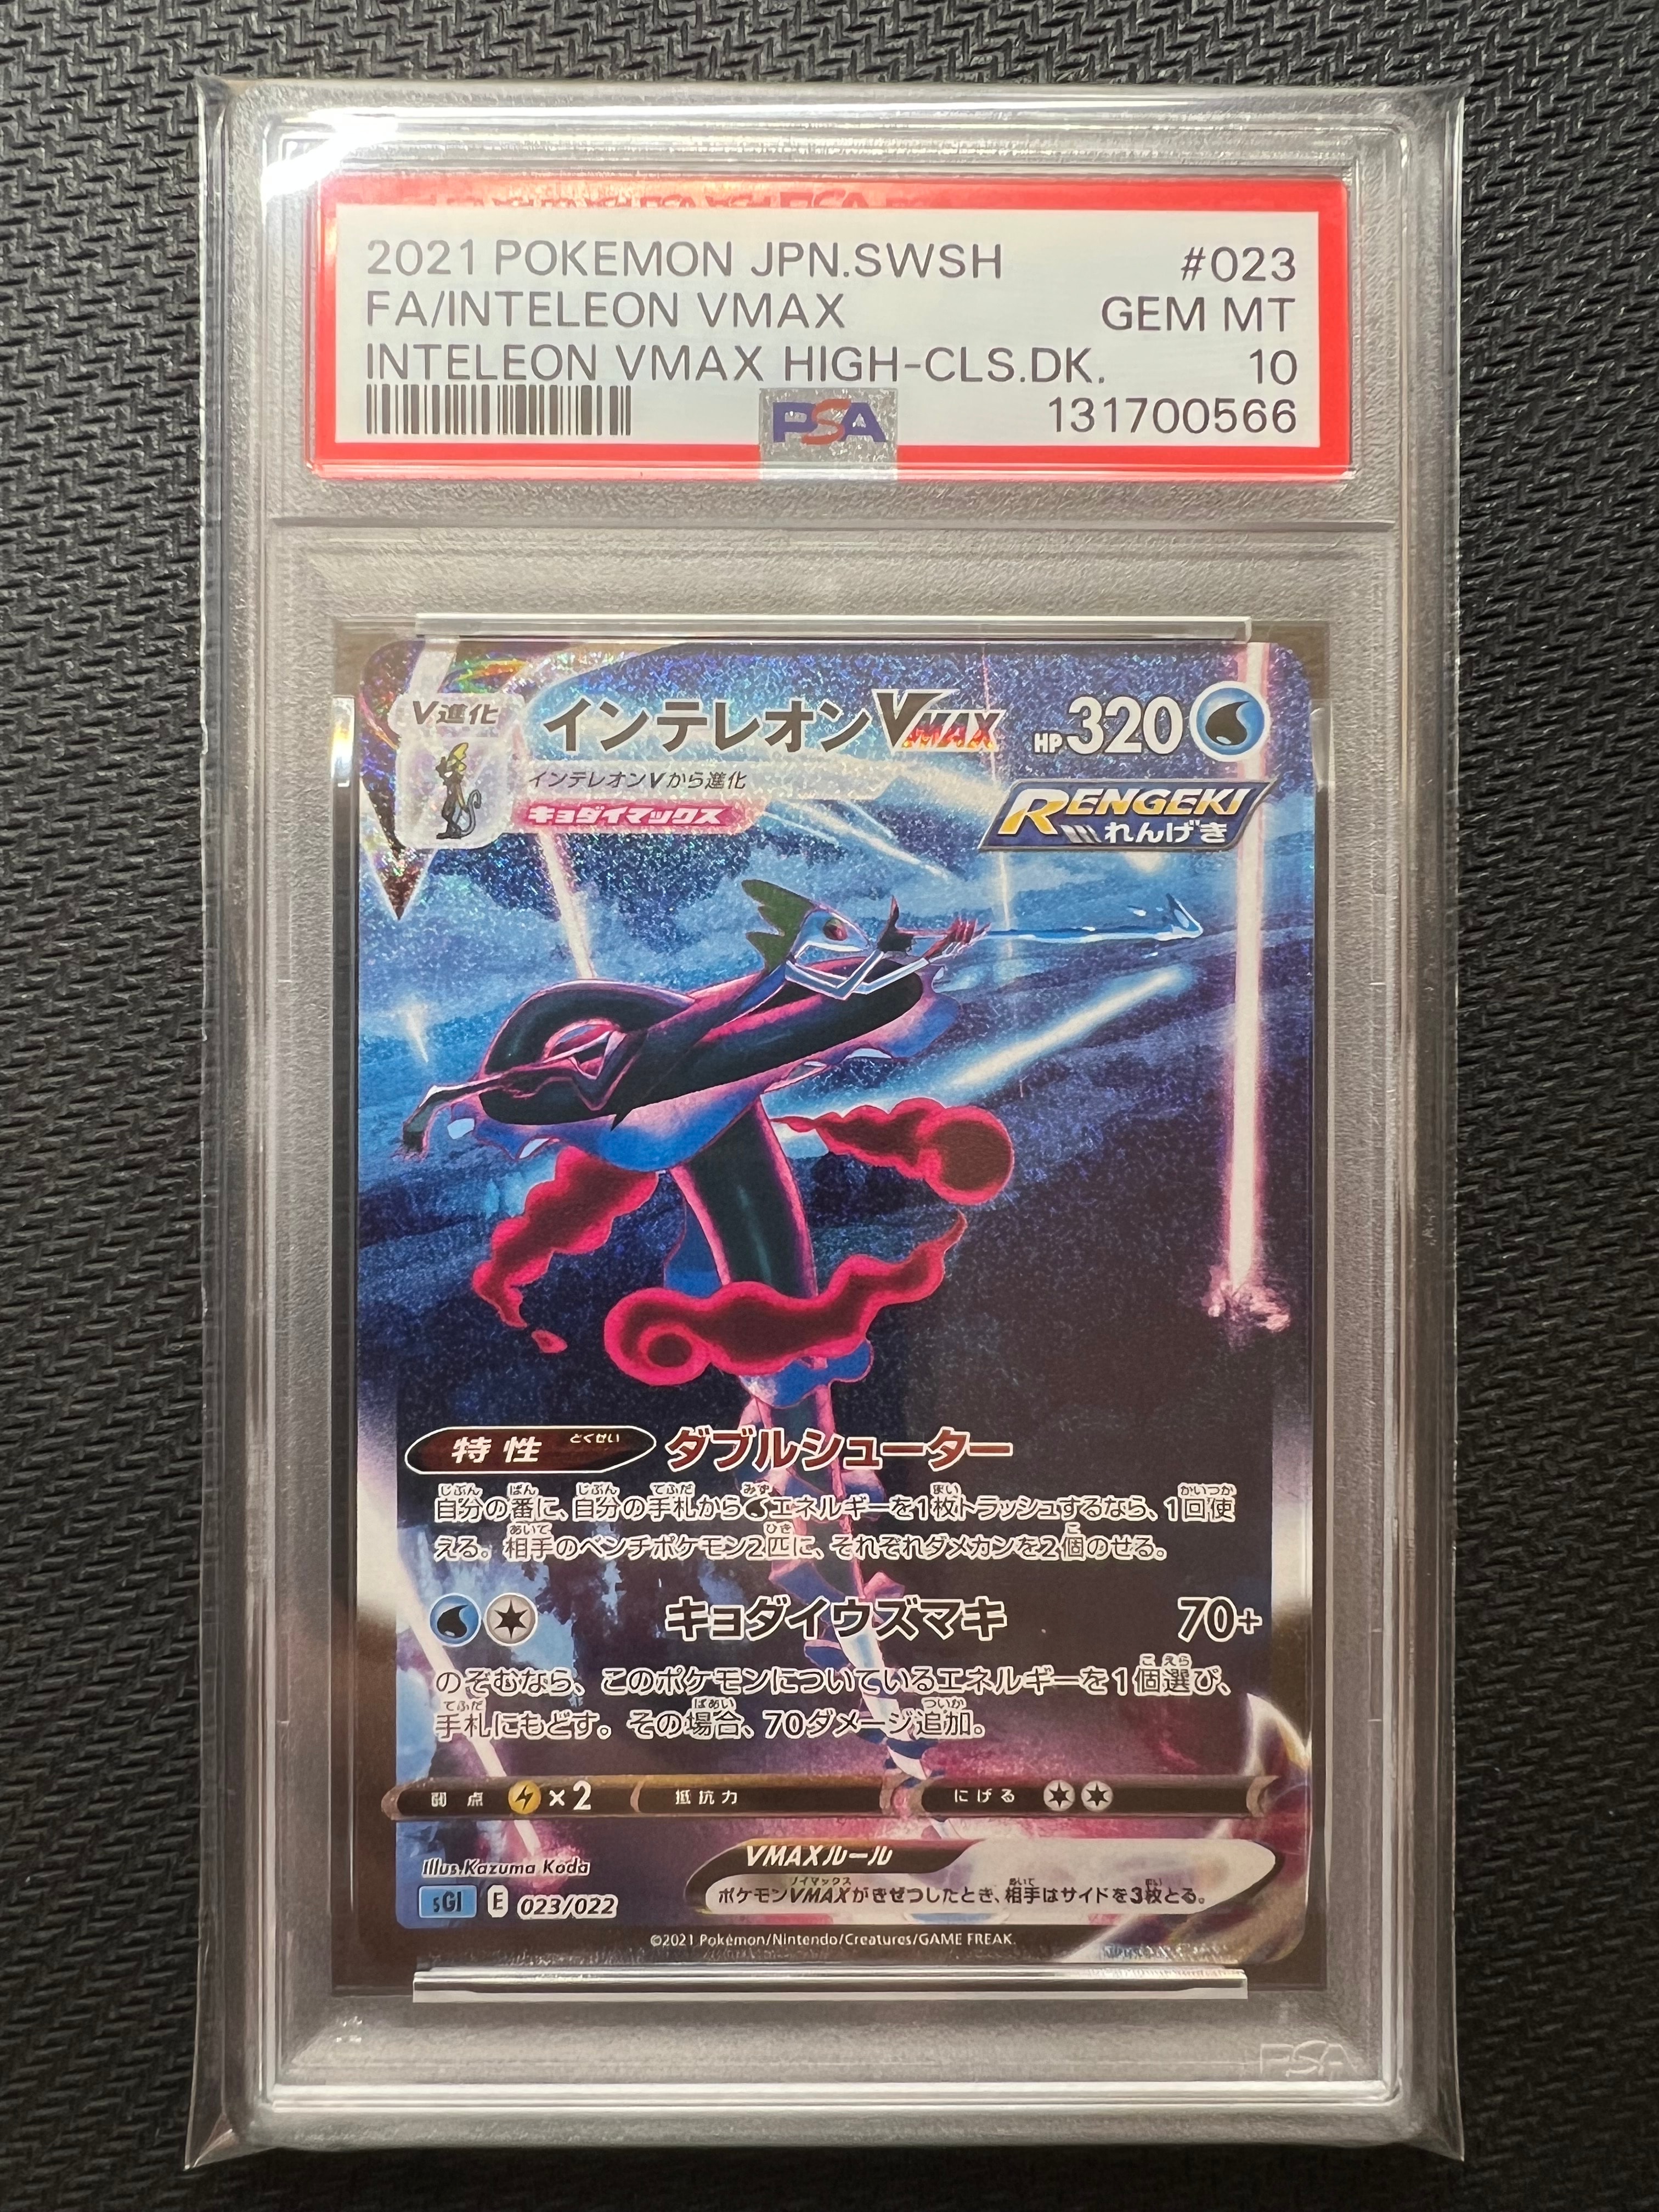 2021 POKEMON JPN.SWSH #023
FA/INTELEON VMAX GEM MT
INTELEON VMAX HIGH-CLS.DK. 10
PSA 131700566
V進化 インテレオンVMAX HP320
インテレオンVから進化
キョダイマックス
RENGEKI
れんげき
特性 とくせい ダブルシューター
自分の番に、自分の手札からエネルギーを1枚トラッシュするなら、1回使
える。相手のベンチポケモン2匹に、それぞれダメカンを2個のせる。
キョダイウズマキ 70+
のぞむなら、このポケモンについているエネルギーを1個選び、
手札にもどす。その場合、70ダメージ追加。
弱点 ×2 抵抗力 にげる
VMAXルール
ポケモンVMAXがきぜつしたとき、相手はサイドを3枚とる。
Illus.Kazuma Koda
sGI E 023/022
©2021 Pokémon/Nintendo/Creatures/GAME FREAK.
PSA